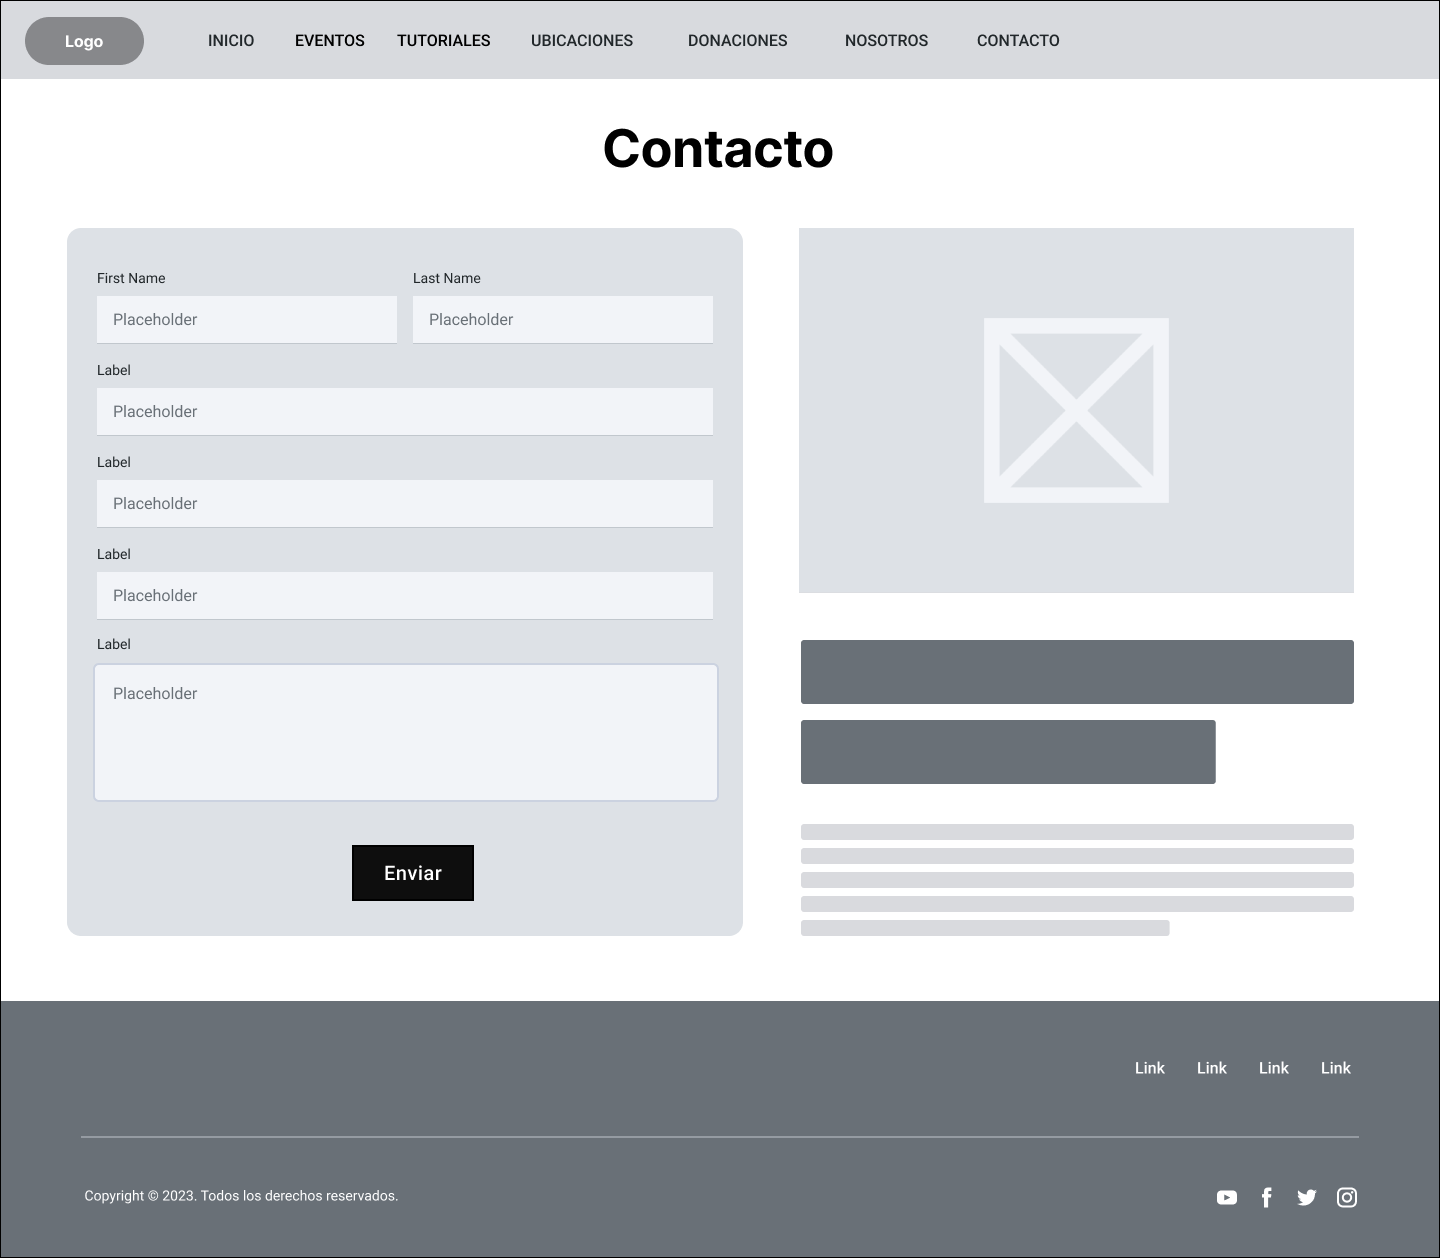 Logo INICIO EVENTOS TUTORIALES UBICACIONES DONACIONES NOSOTROS CONTACTO
Contacto
First Name Last Name
Placeholder Placeholder
Label
Placeholder
Label
Placeholder
Label
Placeholder
Label
Placeholder
Enviar
Link Link Link Link
Copyright © 2023. Todos los derechos reservados.